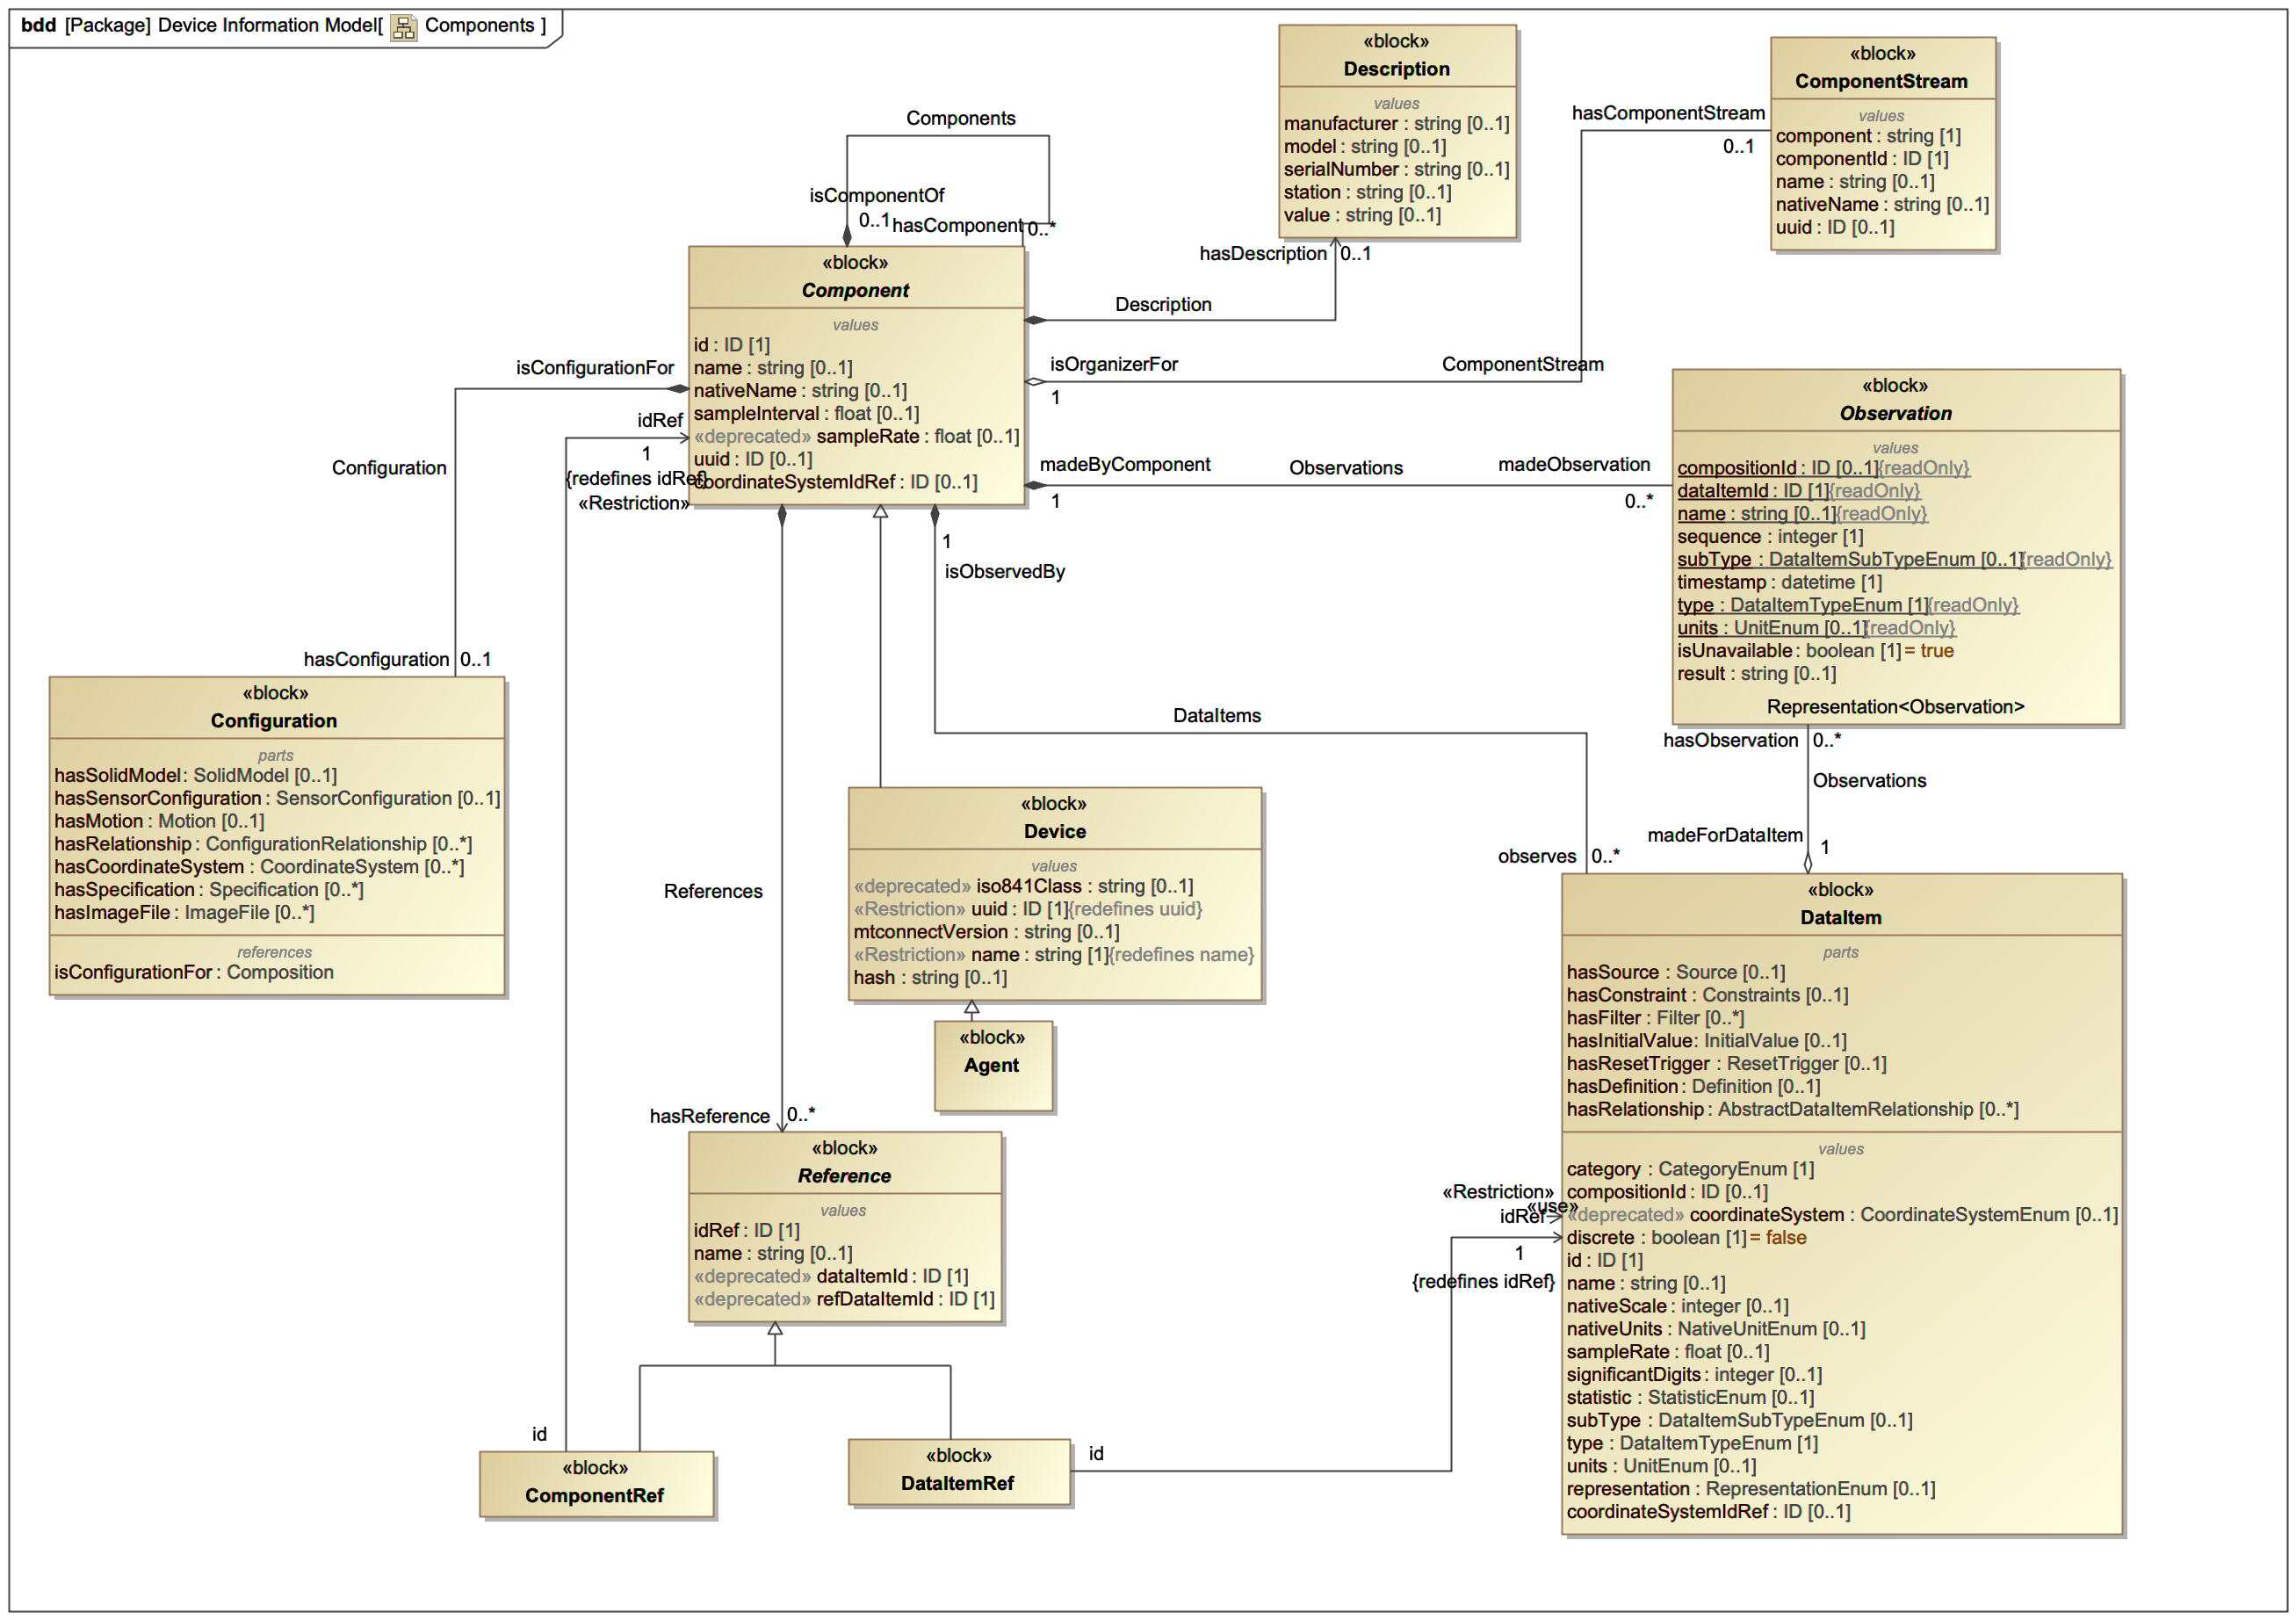 bdd [Package] Device Information Model[ Components ]
Components
isComponentOf
0..1
hasComponent
0..*
«block»
Description
values
manufacturer : string [0..1]
model : string [0..1]
serialNumber : string [0..1]
station : string [0..1]
value : string [0..1]
«block»
ComponentStream
values
component : string [1]
componentId : ID [1]
name : string [0..1]
nativeName : string [0..1]
uuid : ID [0..1]
hasComponentStream
0..1
hasDescription
0..1
Description
«block»
Component
values
id : ID [1]
name : string [0..1]
nativeName : string [0..1]
sampleInterval : float [0..1]
«deprecated» sampleRate : float [0..1]
uuid : ID [0..1]
coordinateSystemIdRef : ID [0..1]
isConfigurationFor
idRef
1
{redefines idRef}
«Restriction»
Configuration
isOrganizerFor
1
ComponentStream
madeByComponent
1
Observations
madeObservation
0..*
«block»
Observation
values
compositionId : ID [0..1]{readOnly}
dataItemId : ID [1]{readOnly}
name : string [0..1]{readOnly}
sequence : integer [1]
subType : DataItemSubTypeEnum [0..1]{readOnly}
timestamp : datetime [1]
type : DataItemTypeEnum [1]{readOnly}
units : UnitEnum [0..1]{readOnly}
isUnavailable : boolean [1] = true
result : string [0..1]
Representation<Observation>
1
isObservedBy
hasConfiguration
0..1
«block»
Configuration
parts
hasSolidModel : SolidModel [0..1]
hasSensorConfiguration : SensorConfiguration [0..1]
hasMotion : Motion [0..1]
hasRelationship : ConfigurationRelationship [0..*]
hasCoordinateSystem : CoordinateSystem [0..*]
hasSpecification : Specification [0..*]
hasImageFile : ImageFile [0..*]
references
isConfigurationFor : Composition
DataItems
hasObservation
0..*
Observations
madeForDataItem
1
observes
0..*
References
«block»
Device
values
«deprecated» iso841Class : string [0..1]
«Restriction» uuid : ID [1]{redefines uuid}
mtconnectVersion : string [0..1]
«Restriction» name : string [1]{redefines name}
hash : string [0..1]
«block»
Agent
hasReference
0..*
«block»
Reference
values
idRef : ID [1]
name : string [0..1]
«deprecated» dataItemId : ID [1]
«deprecated» refDataItemId : ID [1]
«block»
DataItem
parts
hasSource : Source [0..1]
hasConstraint : Constraints [0..1]
hasFilter : Filter [0..*]
hasInitialValue : InitialValue [0..1]
hasResetTrigger : ResetTrigger [0..1]
hasDefinition : Definition [0..1]
hasRelationship : AbstractDataItemRelationship [0..*]
values
category : CategoryEnum [1]
compositionId : ID [0..1]
«deprecated» coordinateSystem : CoordinateSystemEnum [0..1]
discrete : boolean [1] = false
id : ID [1]
name : string [0..1]
nativeScale : integer [0..1]
nativeUnits : NativeUnitEnum [0..1]
sampleRate : float [0..1]
significantDigits : integer [0..1]
statistic : StatisticEnum [0..1]
subType : DataItemSubTypeEnum [0..1]
type : DataItemTypeEnum [1]
units : UnitEnum [0..1]
representation : RepresentationEnum [0..1]
coordinateSystemIdRef : ID [0..1]
«Restriction»
«use»
idRef
1
{redefines idRef}
id
«block»
ComponentRef
«block»
DataItemRef
id